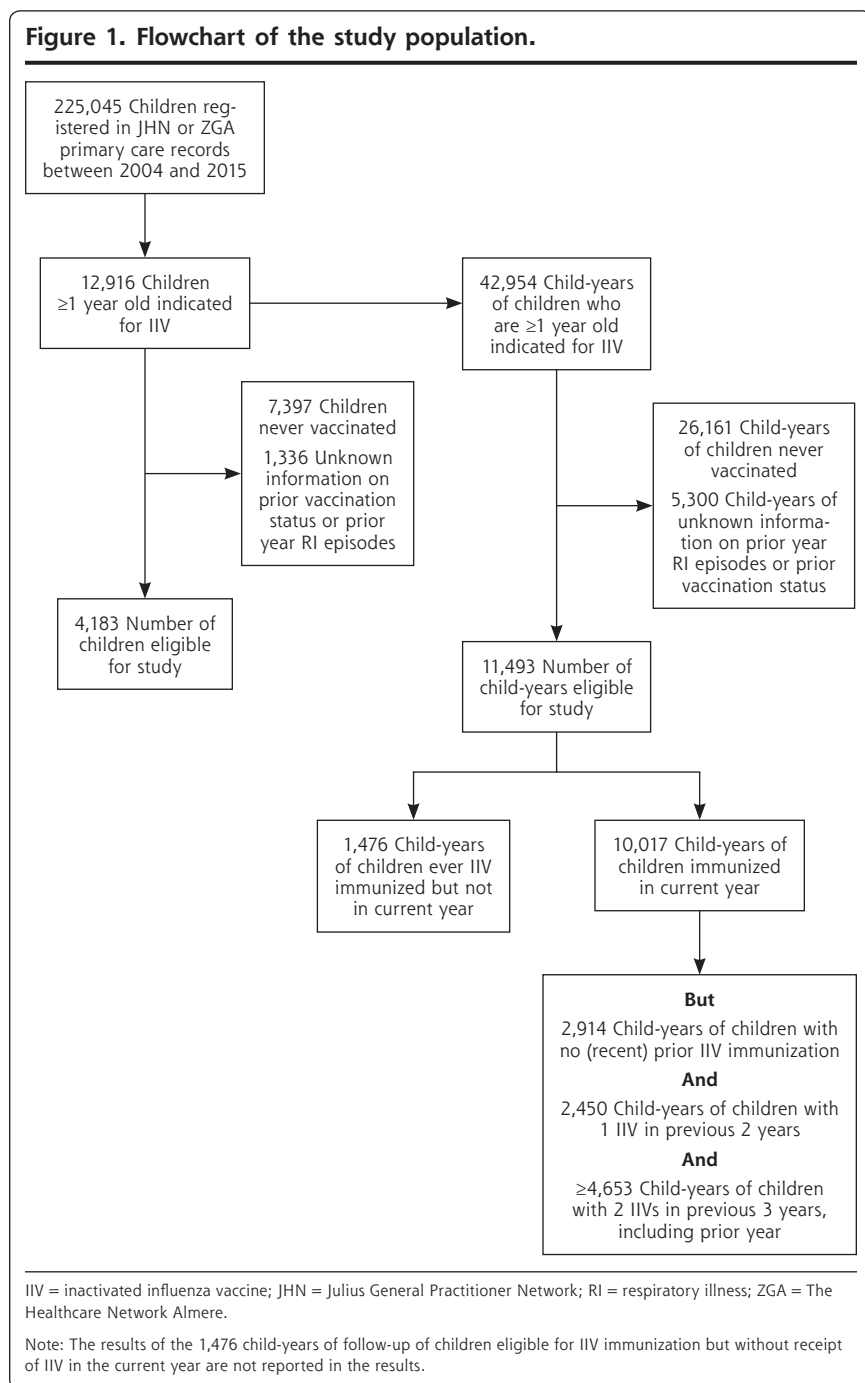 Figure 1. Flowchart of the study population.
225,045 Children reg-
istered in JHN or ZGA
primary care records
between 2004 and 2015
12,916 Children
≥1 year old indicated
for IIV
42,954 Child-years
of children who
are ≥1 year old
indicated for IIV
7,397 Children
never vaccinated
1,336 Unknown
information on
prior vaccination
status or prior
year RI episodes
26,161 Child-years
of children never
vaccinated
5,300 Child-years of
unknown informa-
tion on prior year
RI episodes or prior
vaccination status
4,183 Number of
children eligible
for study
11,493 Number of
child-years eligible
for study
1,476 Child-years
of children ever IIV
immunized but not
in current year
10,017 Child-years of
children immunized
in current year
But
2,914 Child-years of children with
no (recent) prior IIV immunization
And
2,450 Child-years of children with
1 IIV in previous 2 years
And
≥4,653 Child-years of children
with 2 IIVs in previous 3 years,
including prior year
IIV = inactivated influenza vaccine; JHN = Julius General Practitioner Network; RI = respiratory illness; ZGA = The
Healthcare Network Almere.
Note: The results of the 1,476 child-years of follow-up of children eligible for IIV immunization but without receipt
of IIV in the current year are not reported in the results.